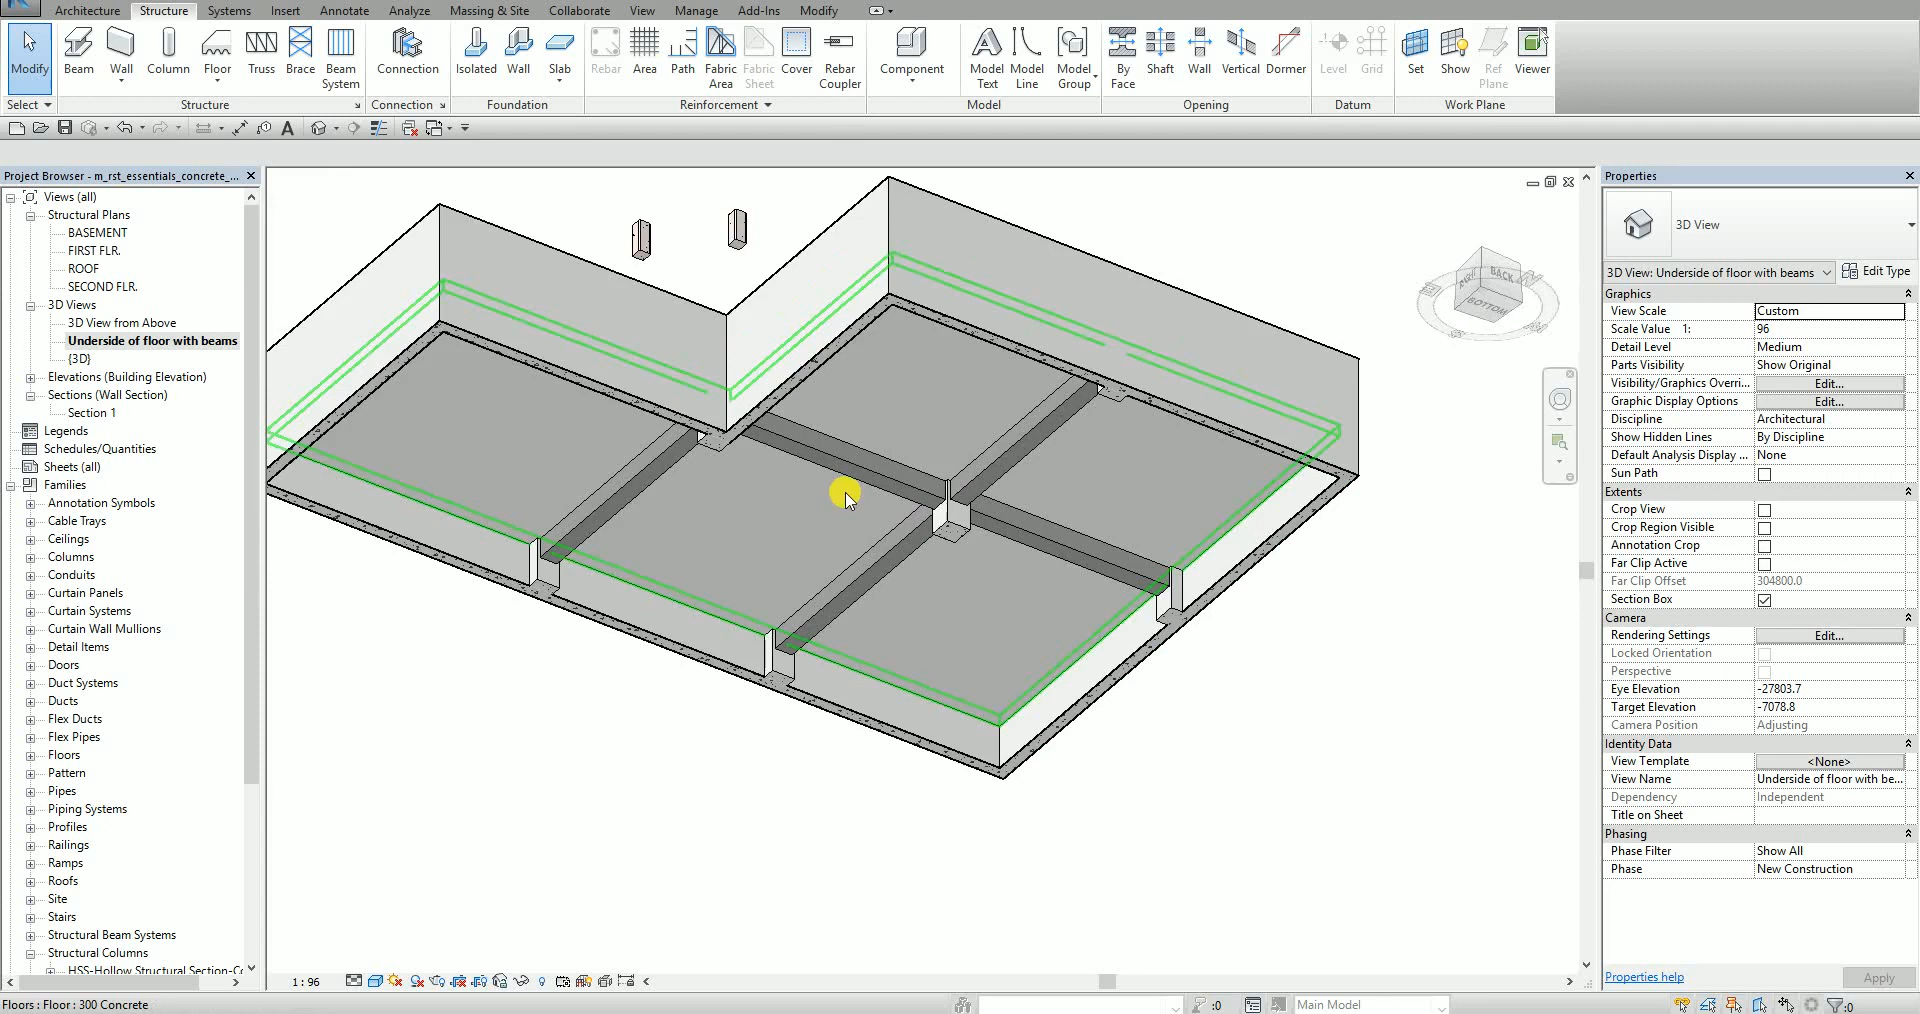 Architecture Structure Systems Insert Annotate Analyze Massing & Site Collaborate View Manage Add-Ins Modify
Modify Beam Wall Column Floor Truss Brace Beam System Connection Isolated Wall Slab Rebar Area Path Fabric Area Fabric Sheet Cover Rebar Coupler Component Model Text Model Line Model Group By Face Shaft Wall Vertical Dormer Level Grid Set Show Ref Plane Viewer
Select Structure Connection Foundation Reinforcement Model Opening Datum Work Plane
Project Browser - m_rst_essentials_concrete_...
Views (all)
Structural Plans
BASEMENT
FIRST FLR.
ROOF
SECOND FLR.
3D Views
3D View from Above
Underside of floor with beams
{3D}
Elevations (Building Elevation)
Sections (Wall Section)
Section 1
Legends
Schedules/Quantities
Sheets (all)
Families
Annotation Symbols
Cable Trays
Ceilings
Columns
Conduits
Curtain Panels
Curtain Systems
Curtain Wall Mullions
Detail Items
Doors
Duct Systems
Ducts
Flex Ducts
Flex Pipes
Floors
Pattern
Pipes
Piping Systems
Profiles
Railings
Ramps
Roofs
Site
Stairs
Structural Beam Systems
Structural Columns
HSS-Hollow Structural Section-Co
BACK
BOTTOM
1 : 96
Properties
3D View
3D View: Underside of floor with beams Edit Type
Graphics
View Scale Custom
Scale Value 1: 96
Detail Level Medium
Parts Visibility Show Original
Visibility/Graphics Overri... Edit...
Graphic Display Options Edit...
Discipline Architectural
Show Hidden Lines By Discipline
Default Analysis Display ... None
Sun Path
Extents
Crop View
Crop Region Visible
Annotation Crop
Far Clip Active
Far Clip Offset 304800.0
Section Box
Camera
Rendering Settings Edit...
Locked Orientation
Perspective
Eye Elevation -27803.7
Target Elevation -7078.8
Camera Position Adjusting
Identity Data
View Template <None>
View Name Underside of floor with be...
Dependency Independent
Title on Sheet
Phasing
Phase Filter Show All
Phase New Construction
Properties help Apply
Floors : Floor : 300 Concrete :0 Main Model :0